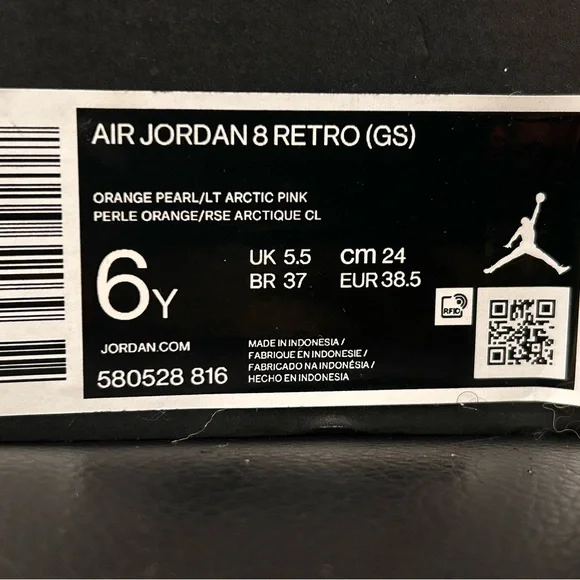 AIR JORDAN 8 RETRO (GS)
ORANGE PEARL/LT ARCTIC PINK
PERLE ORANGE/RSE ARCTIQUE CL
6Y
UK 5.5 cm 24
BR 37 EUR 38.5
RFID
JORDAN.COM
580528 816
MADE IN INDONÈSIA/
FABRIQUE EN INDONESIE/
FABRICADO NA INDONÉSIA/
HECHO EN INDONESIA